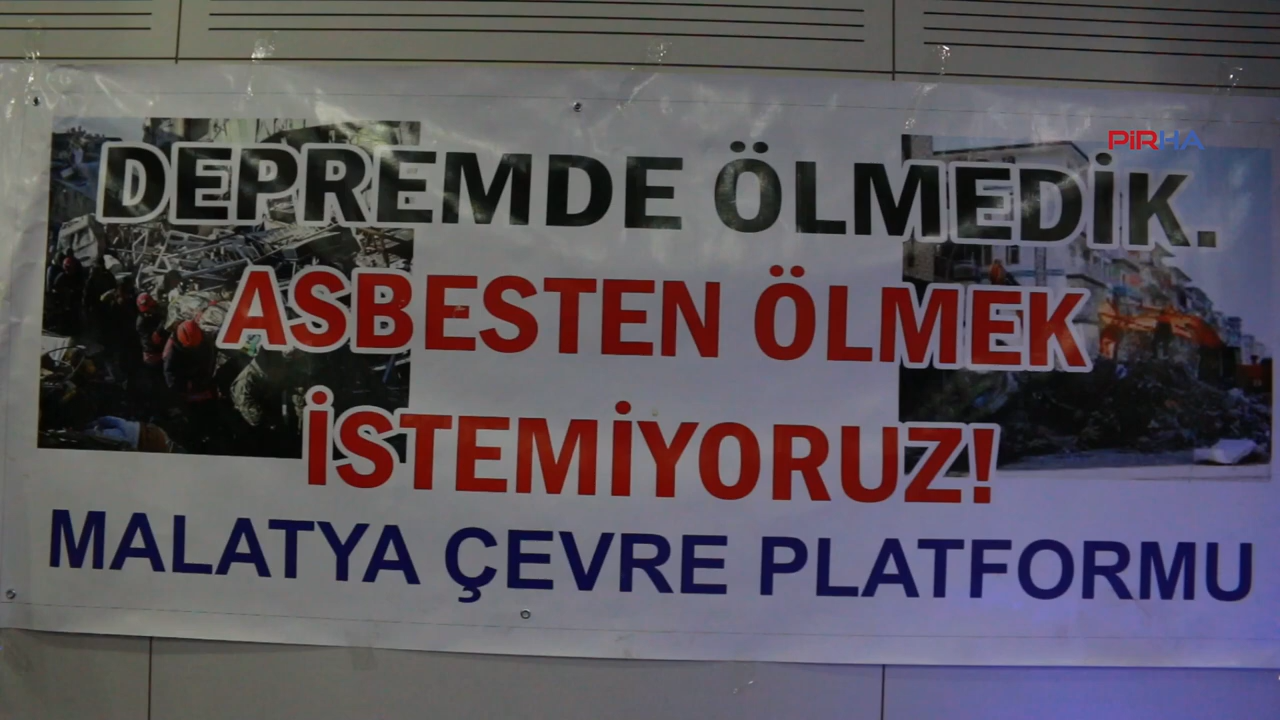 PİRHA
DEPREMDE ÖLMEDİK.
ASBESTEN ÖLMEK
İSTEMİYORUZ!
MALATYA ÇEVRE PLATFORMU